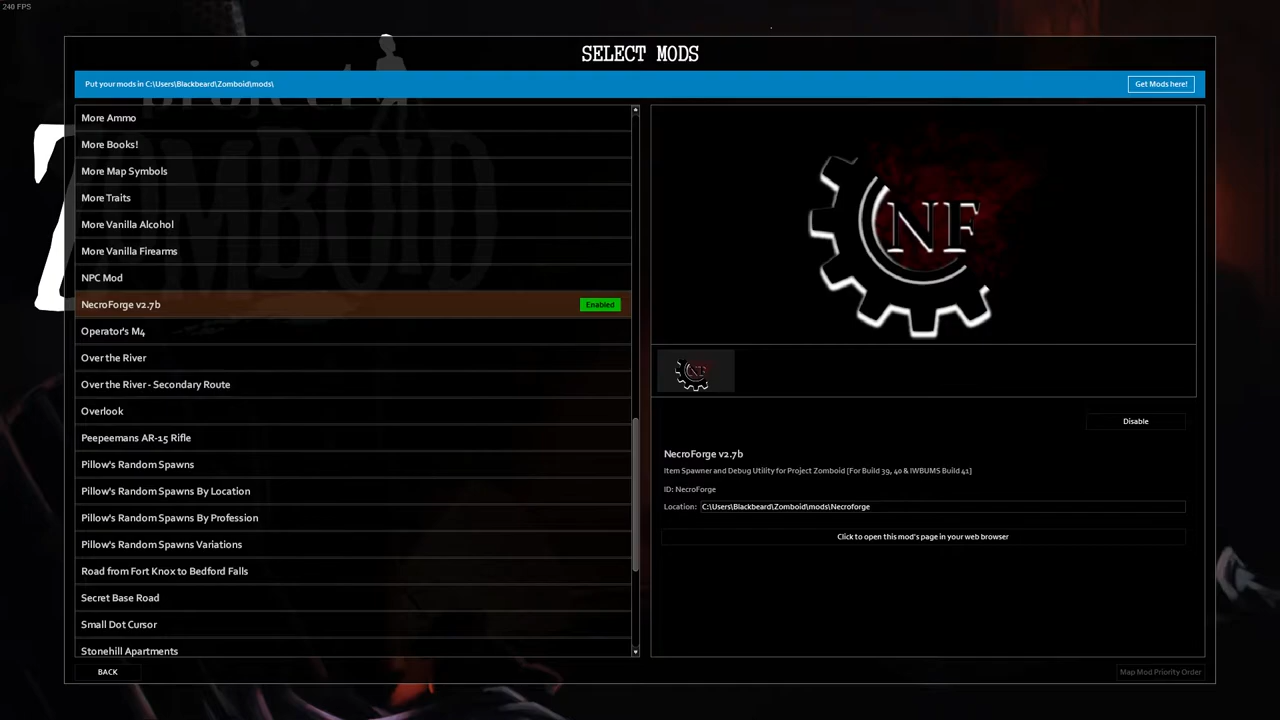 240 FPS
SELECT MODS
Put your mods in C:\Users\Blackbeard\Zomboid\mods\
Get Mods here!
project
ZOMBOID
More Ammo
More Books!
More Map Symbols
More Traits
More Vanilla Alcohol
More Vanilla Firearms
NPC Mod
NecroForge v2.7b
Enabled
Operator's M4
Over the River
Over the River - Secondary Route
Overlook
Peepeemans AR-15 Rifle
Pillow's Random Spawns
Pillow's Random Spawns By Location
Pillow's Random Spawns By Profession
Pillow's Random Spawns Variations
Road from Fort Knox to Bedford Falls
Secret Base Road
Small Dot Cursor
Stonehill Apartments
BACK
NF
NF
Disable
NecroForge v2.7b
Item Spawner and Debug Utility for Project Zomboid [For Build 39, 40 & IWBUMS Build 41]
ID: NecroForge
Location: C:\Users\Blackbeard\Zomboid\mods\Necroforge
Click to open this mod's page in your web browser
Map Mod Priority Order